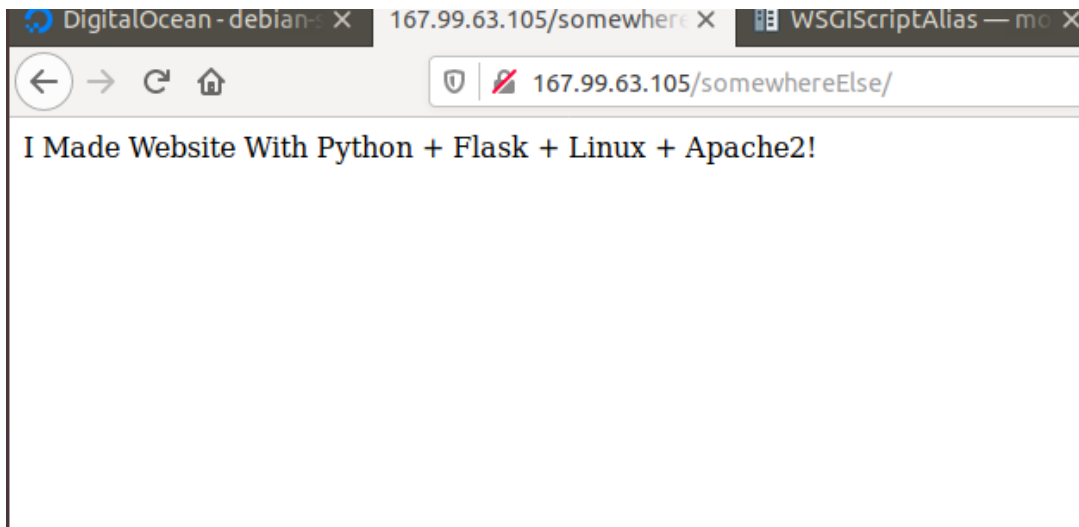 DigitalOcean - debian-s
167.99.63.105/somewhere
WSGIScriptAlias — mo
167.99.63.105/somewhereElse/
I Made Website With Python + Flask + Linux + Apache2!